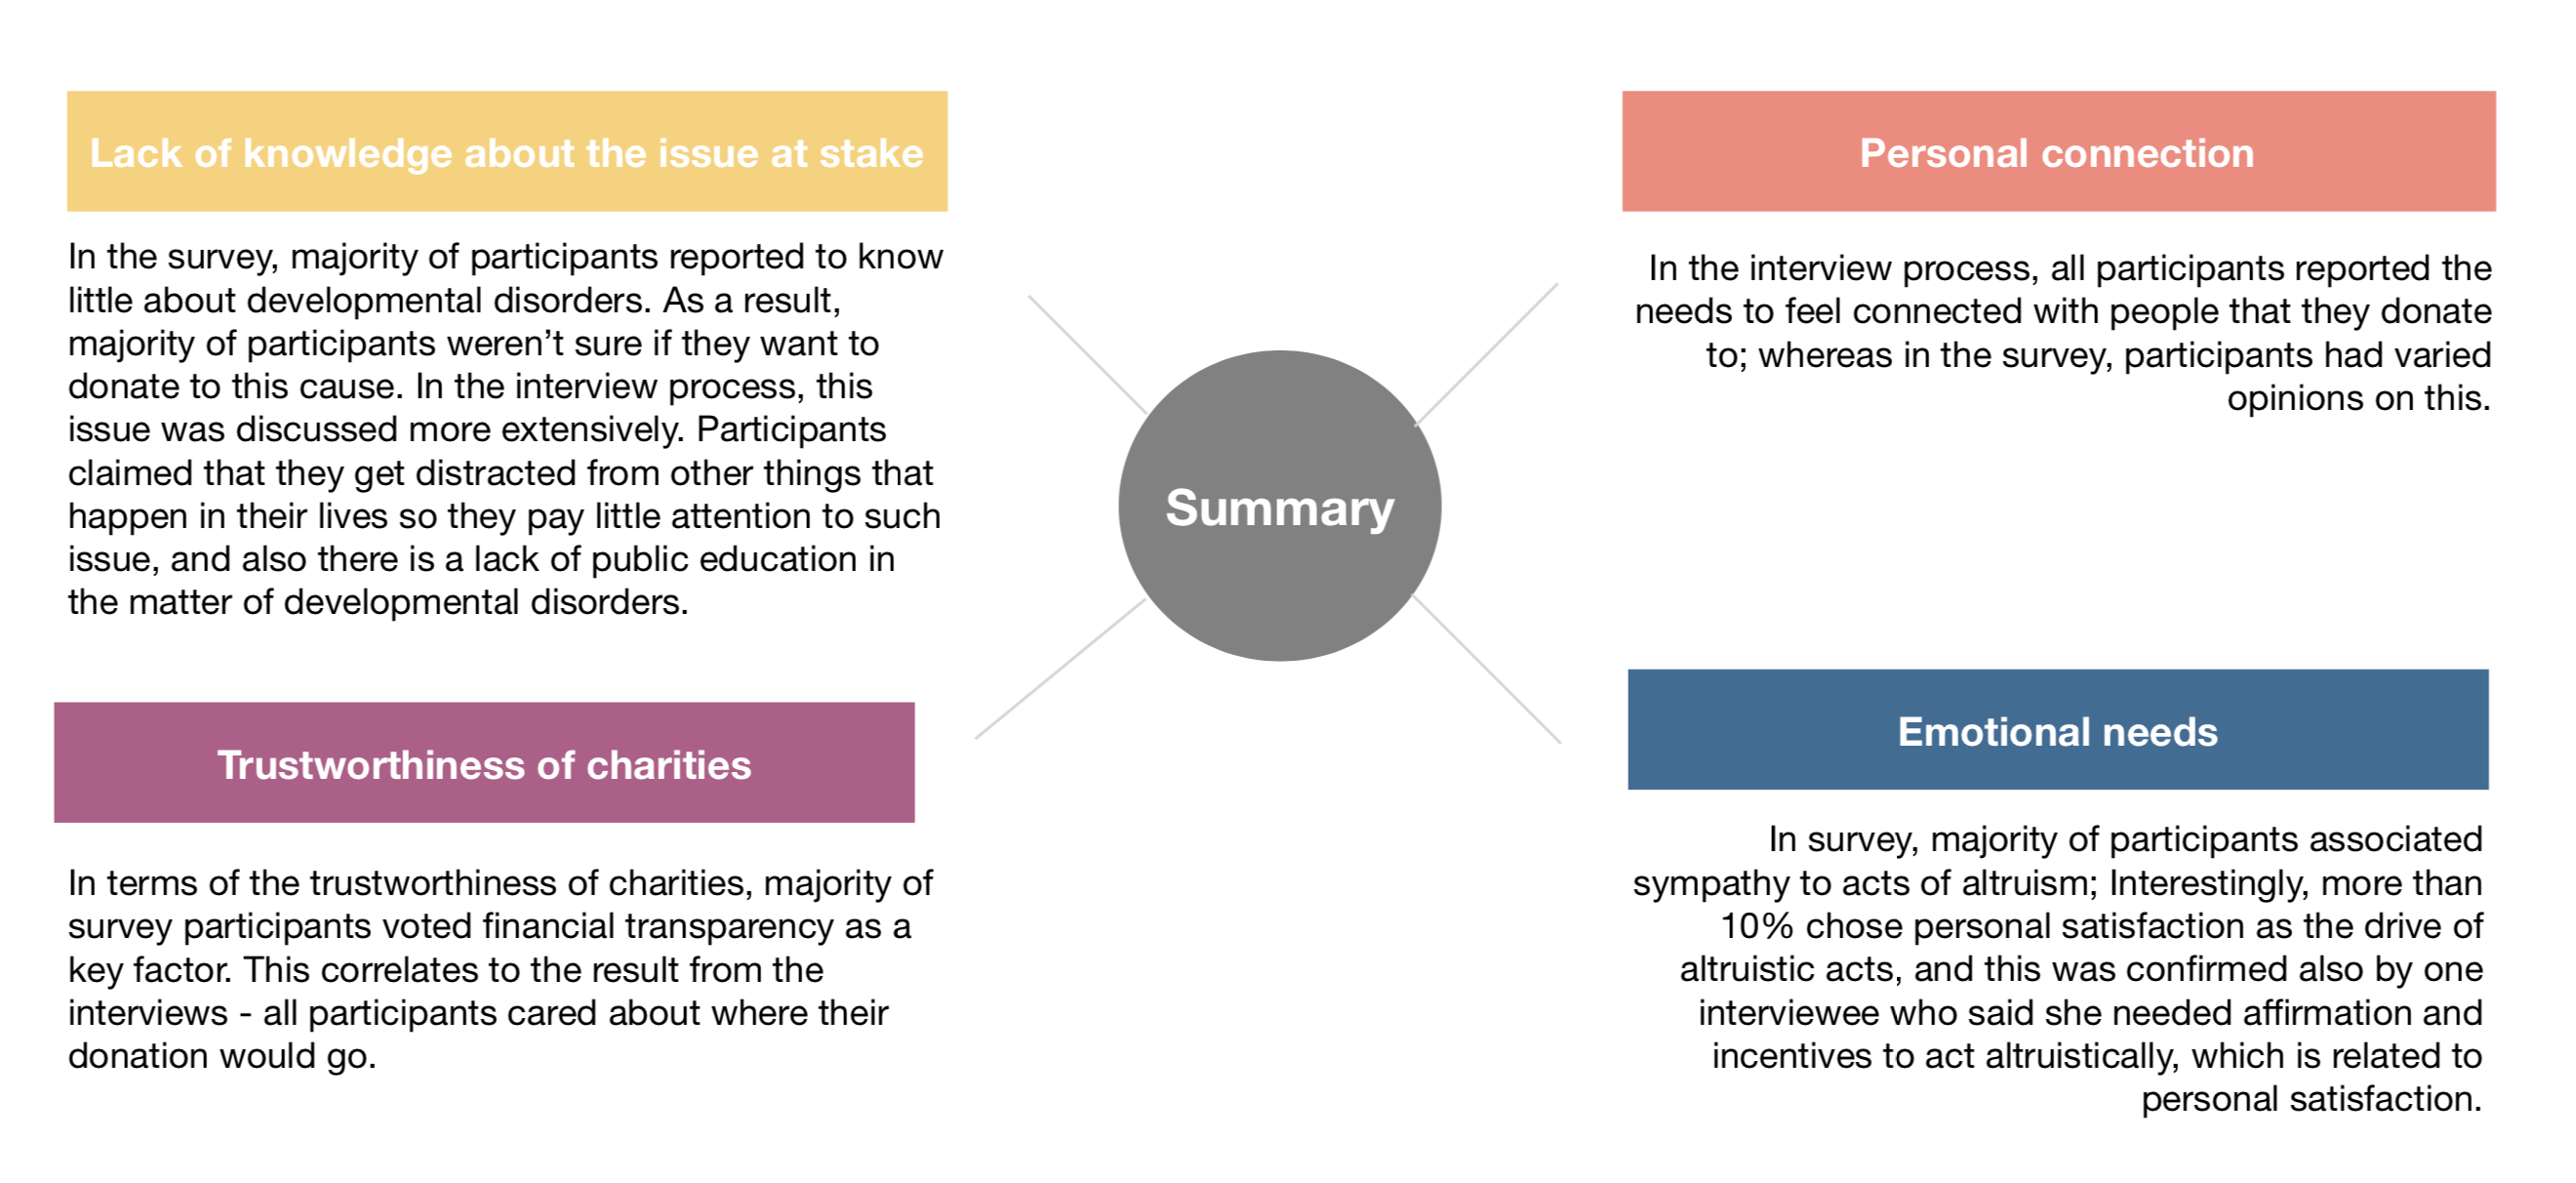 Lack of knowledge about the issue at stake
In the survey, majority of participants reported to know
little about developmental disorders. As a result,
majority of participants weren’t sure if they want to
donate to this cause. In the interview process, this
issue was discussed more extensively. Participants
claimed that they get distracted from other things that
happen in their lives so they pay little attention to such
issue, and also there is a lack of public education in
the matter of developmental disorders.
Trustworthiness of charities
In terms of the trustworthiness of charities, majority of
survey participants voted financial transparency as a
key factor. This correlates to the result from the
interviews - all participants cared about where their
donation would go.
Summary
Personal connection
In the interview process, all participants reported the
needs to feel connected with people that they donate
to; whereas in the survey, participants had varied
opinions on this.
Emotional needs
In survey, majority of participants associated
sympathy to acts of altruism; Interestingly, more than
10% chose personal satisfaction as the drive of
altruistic acts, and this was confirmed also by one
interviewee who said she needed affirmation and
incentives to act altruistically, which is related to
personal satisfaction.